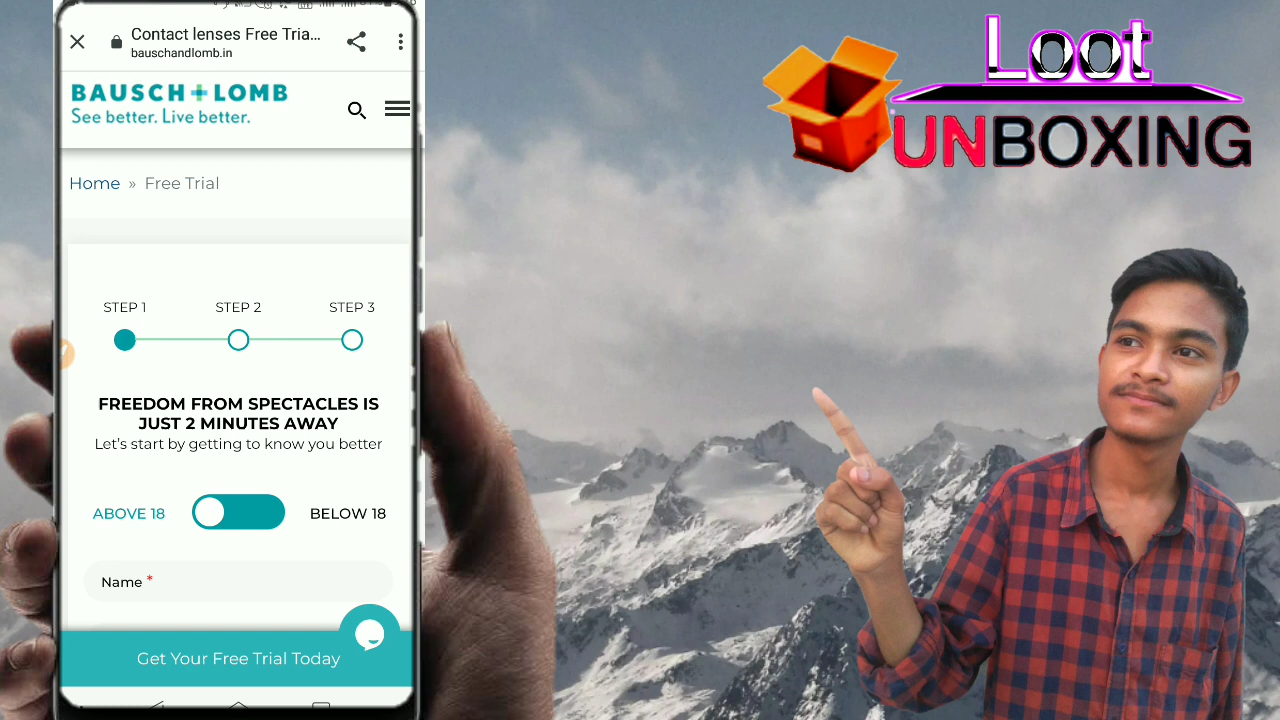 Contact lenses Free Tria...
bauschandlomb.in
BAUSCH+LOMB
See better. Live better.
Home » Free Trial
STEP 1 STEP 2 STEP 3
FREEDOM FROM SPECTACLES IS
JUST 2 MINUTES AWAY
Let's start by getting to know you better
ABOVE 18 BELOW 18
Name *
Get Your Free Trial Today
Loot
UNBOXING